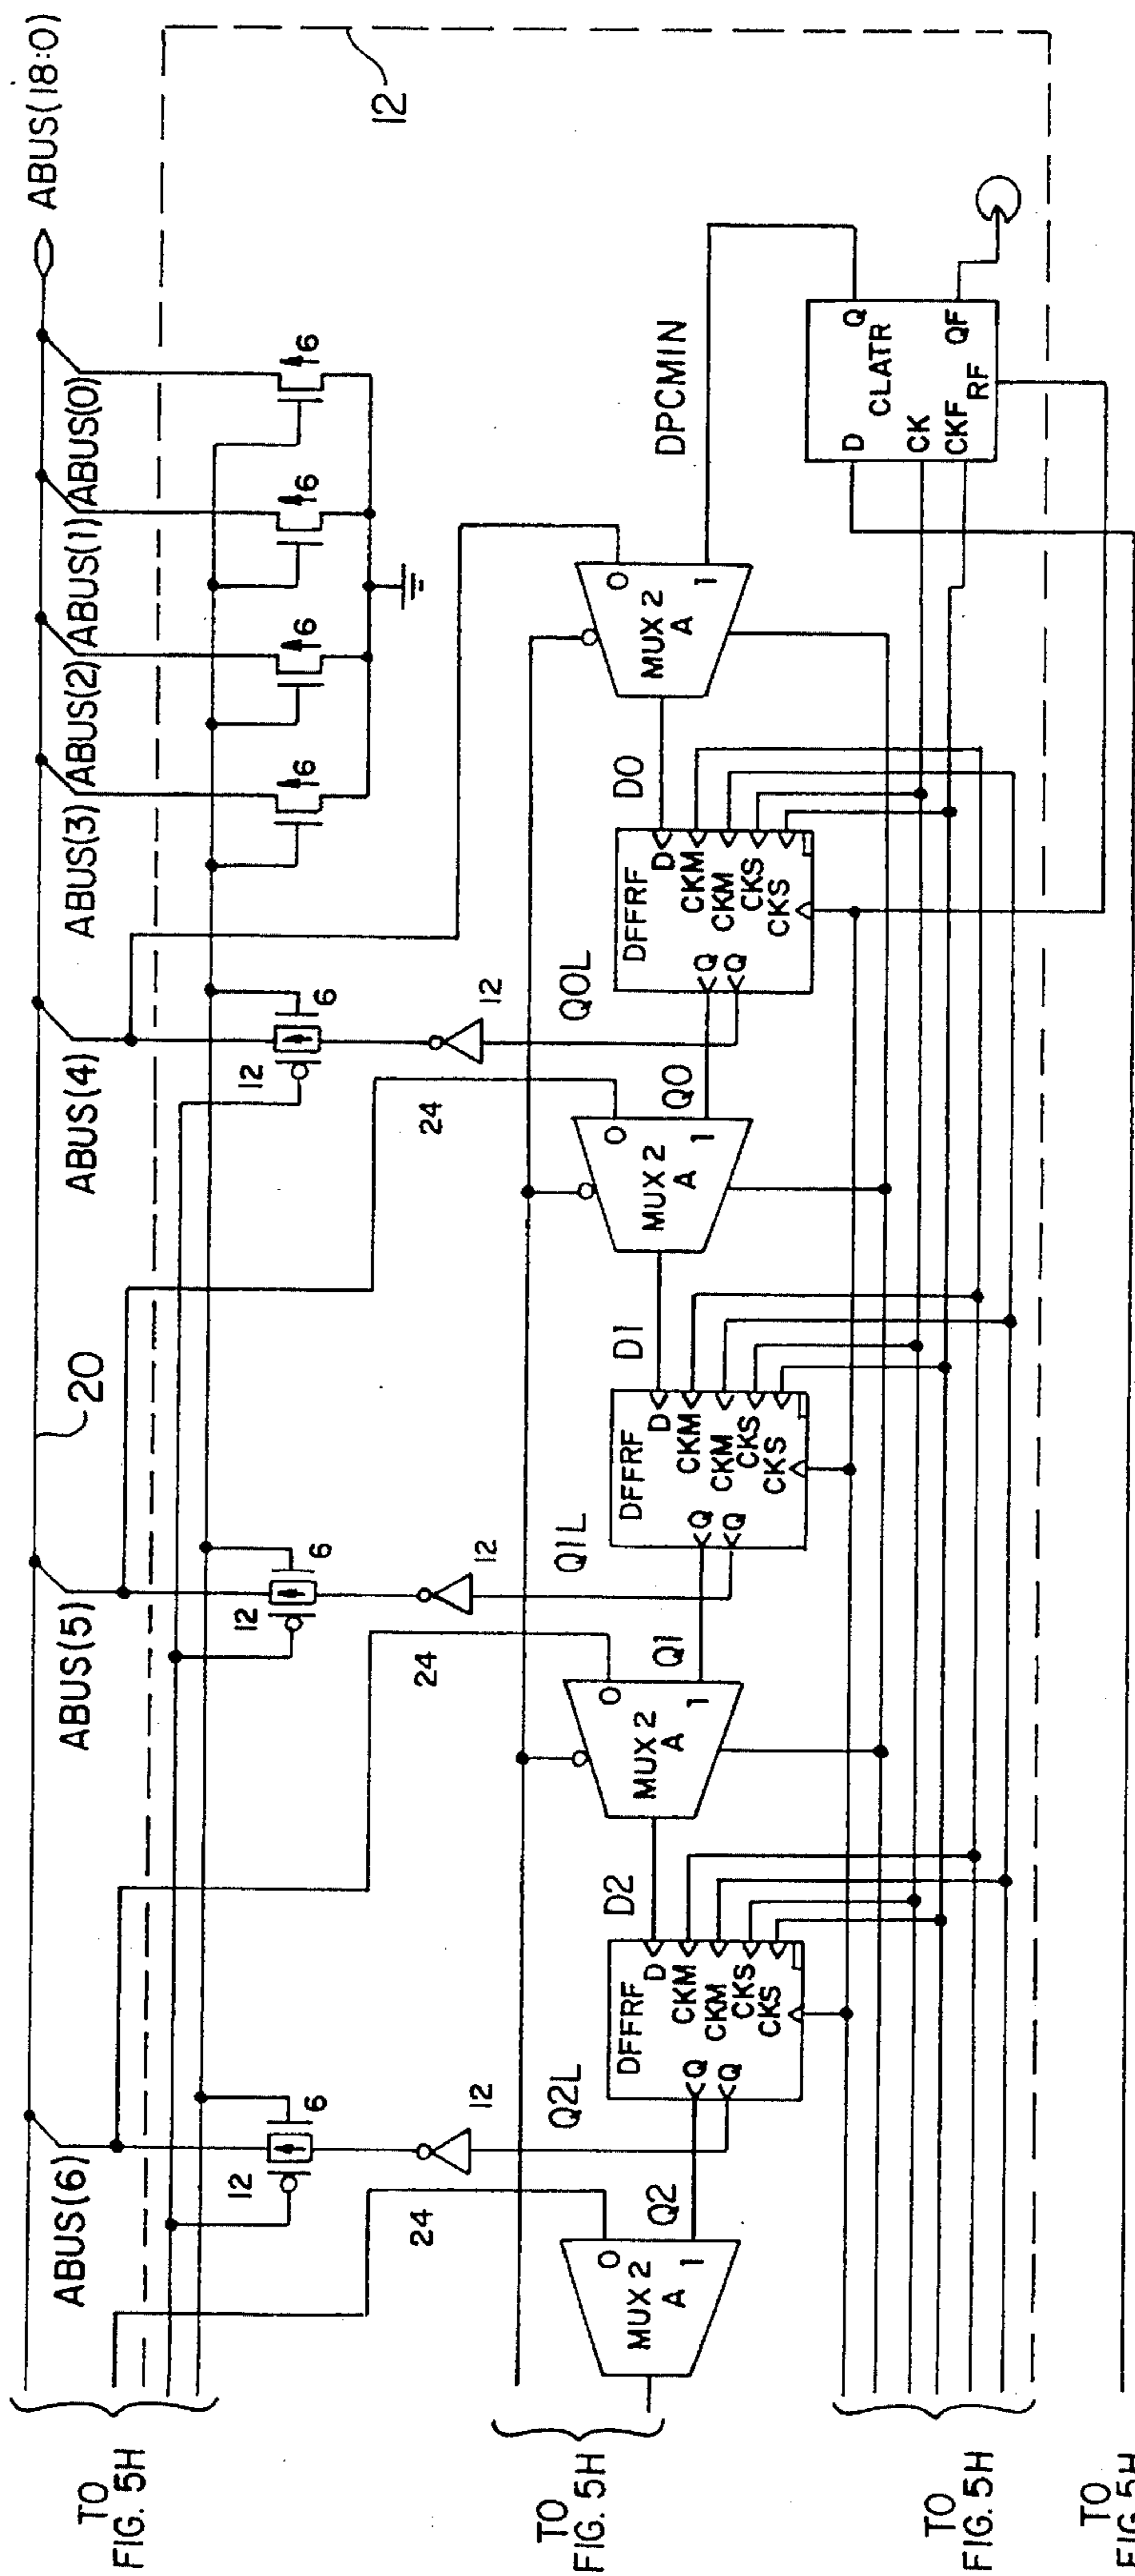 ABUS(18:0)
20
12
ABUS(6)
ABUS(5)
ABUS(4)
ABUS(3)
ABUS(2)
ABUS(1)
ABUS(0)
12
6
12
6
12
6
6
6
6
6
24
12
24
12
24
12
Q2L
Q1L
Q0L
DPCMIN
MUX 2
A
0
1
Q2
DFFRF
D
CKM
CKM
CKS
CKS
Q
Q
D2
MUX 2
A
0
1
Q1
DFFRF
D
CKM
CKM
CKS
CKS
Q
Q
D1
MUX 2
A
0
1
Q0
DFFRF
D
CKM
CKM
CKS
CKS
Q
Q
D0
MUX 2
A
0
1
D
Q
CLATR
CK
CKF
QF
RF
TO
FIG. 5H
TO
FIG. 5H
TO
FIG. 5H
TO
FIG. 5H